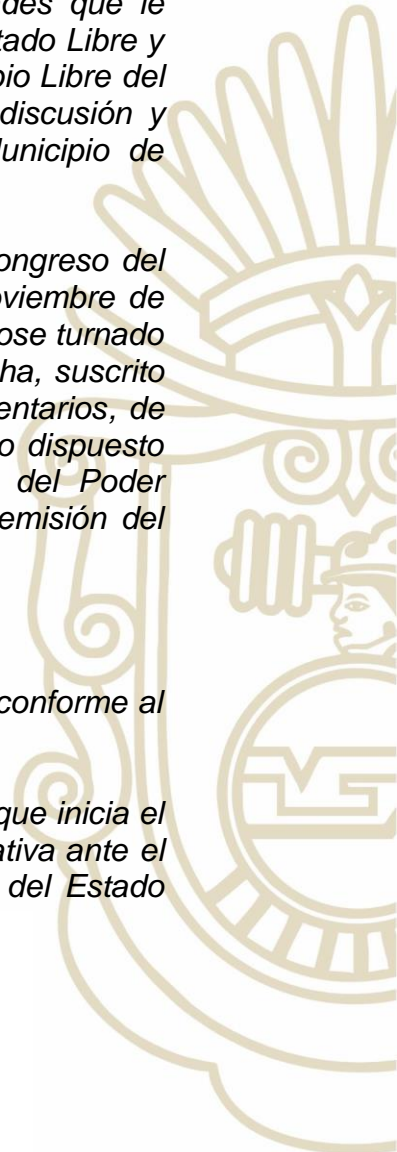 des que le
tado Libre y
io Libre del
discusión y
unicipio de
ongreso del
oviembre de
ose turnado
ha, suscrito
entarios, de
o dispuesto
del Poder
emisión del
conforme al
que inicia el
ativa ante el
del Estado